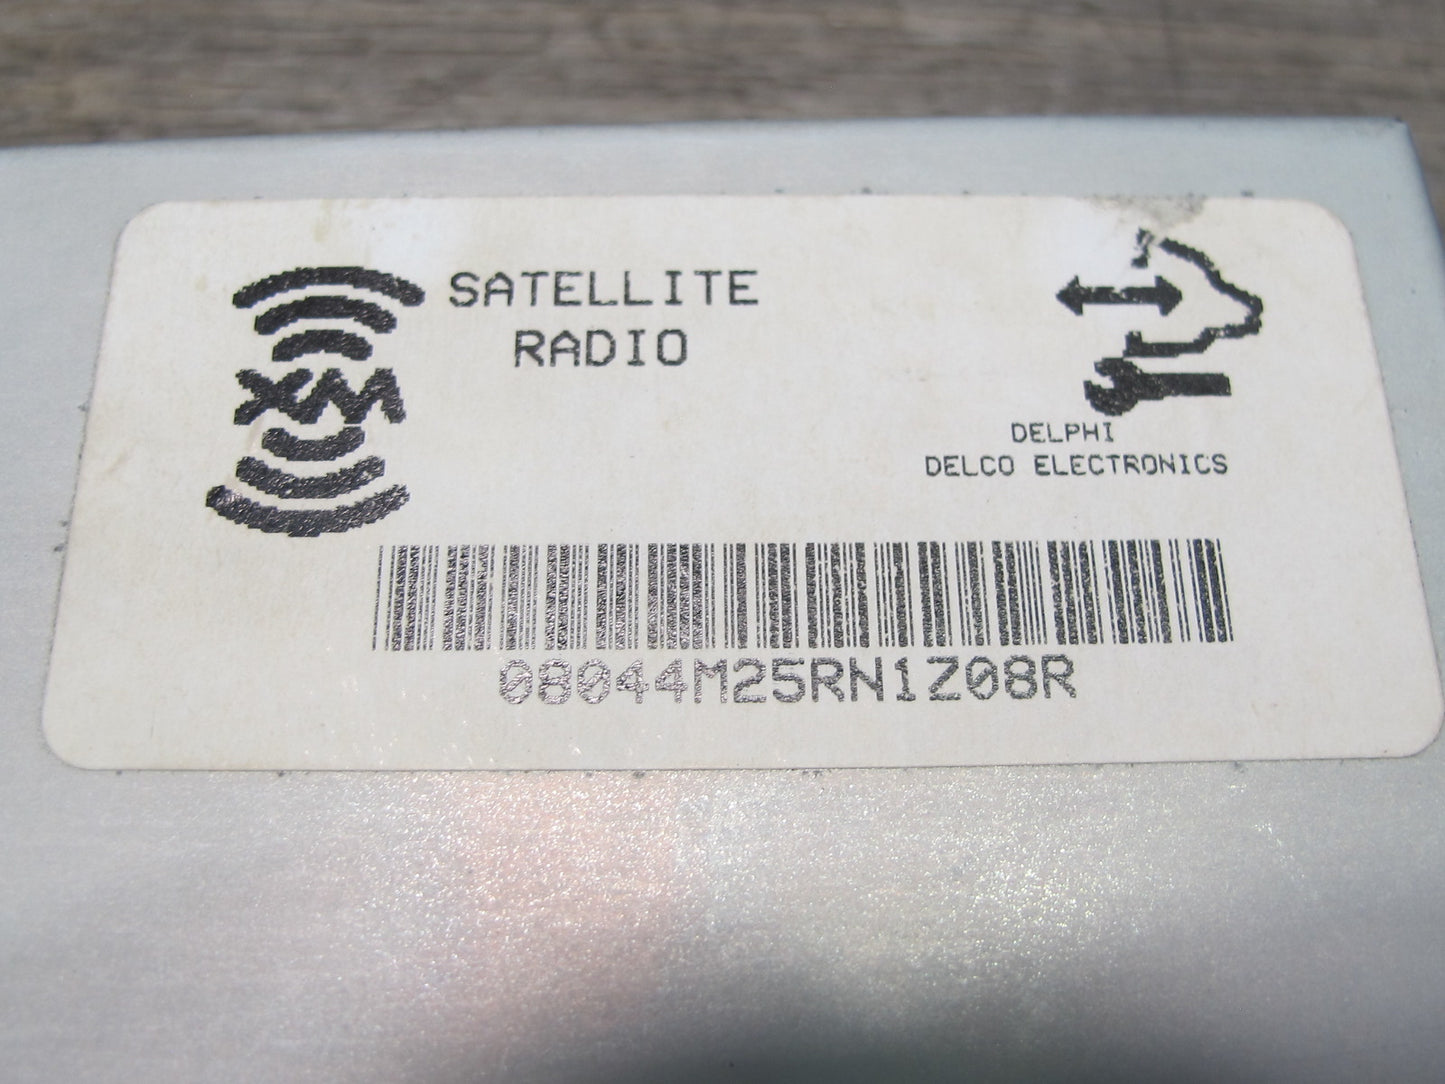 XM
SATELLITE
RADIO
DELPHI
DELCO ELECTRONICS
08044M25RN1Z08R